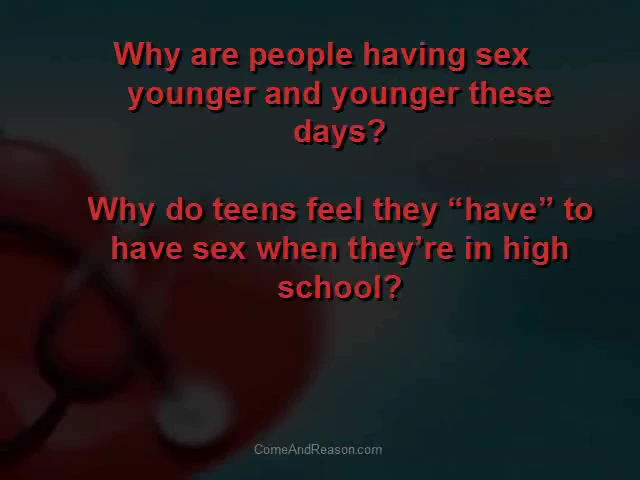 Why are people having sex
younger and younger these
days?
Why do teens feel they “have” to
have sex when they’re in high
school?
ComeAndReason.com